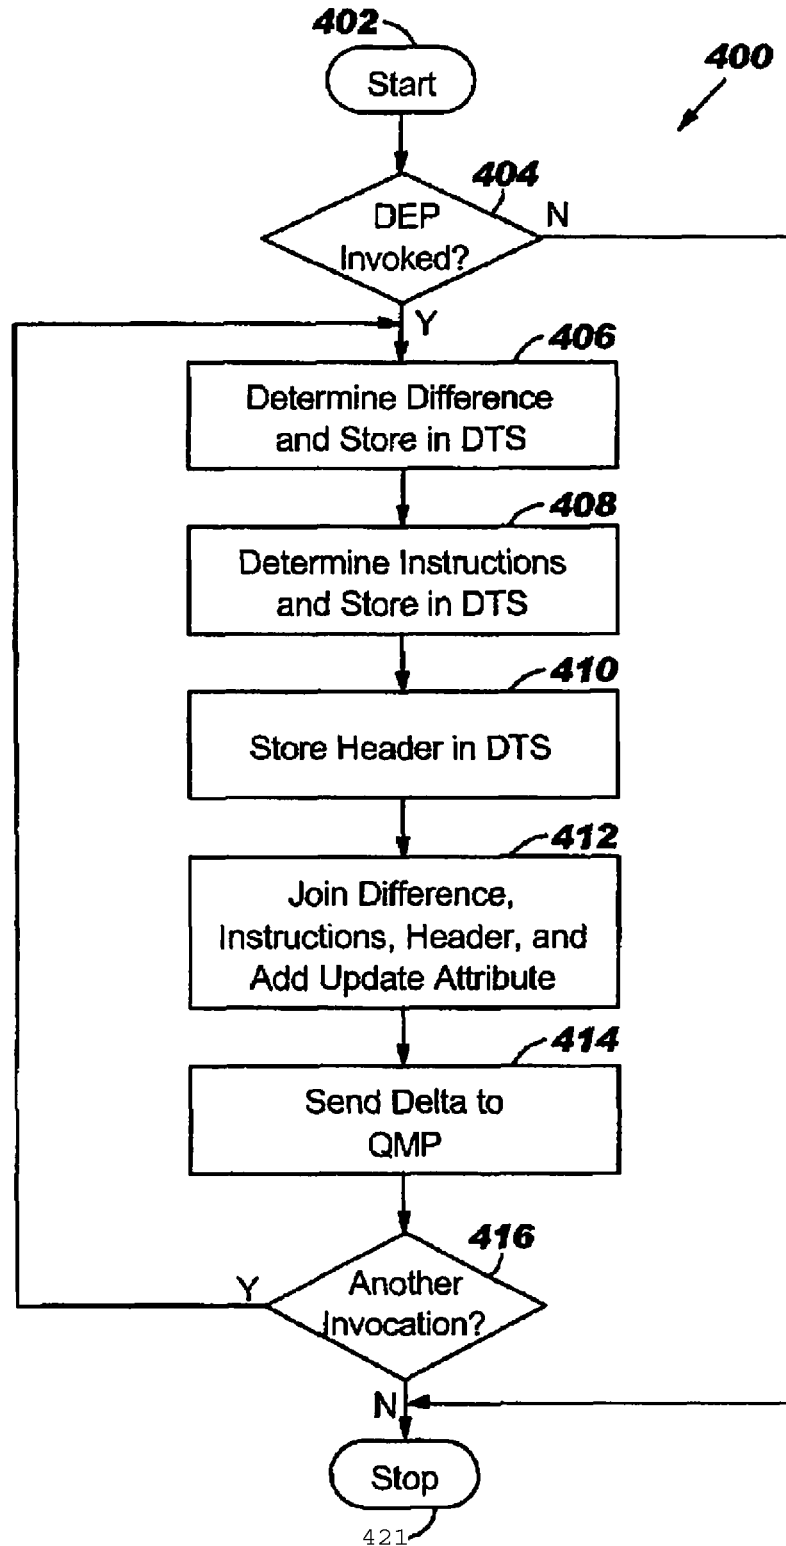 402
Start
400
404
DEP
Invoked?
N
Y
406
Determine Difference
and Store in DTS
408
Determine Instructions
and Store in DTS
410
Store Header in DTS
412
Join Difference,
Instructions, Header, and
Add Update Attribute
414
Send Delta to
QMP
416
Another
Invocation?
Y
N
Stop
421